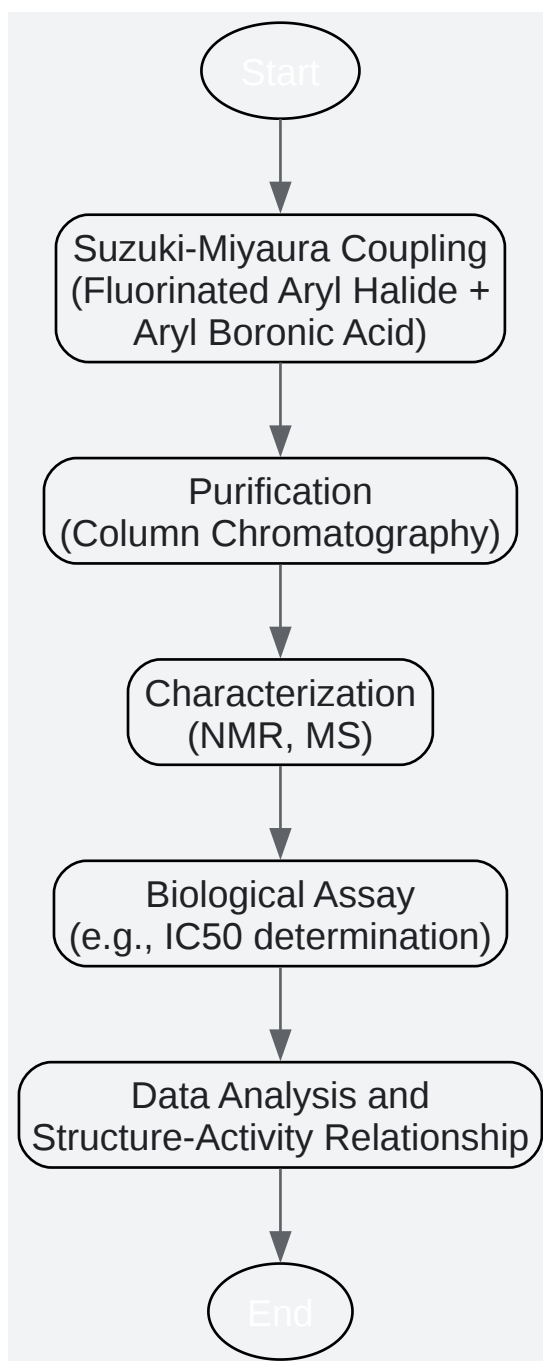 Start
Suzuki-Miyaura Coupling
(Fluorinated Aryl Halide +
Aryl Boronic Acid)
Purification
(Column Chromatography)
Characterization
(NMR, MS)
Biological Assay
(e.g., IC50 determination)
Data Analysis and
Structure-Activity Relationship
End